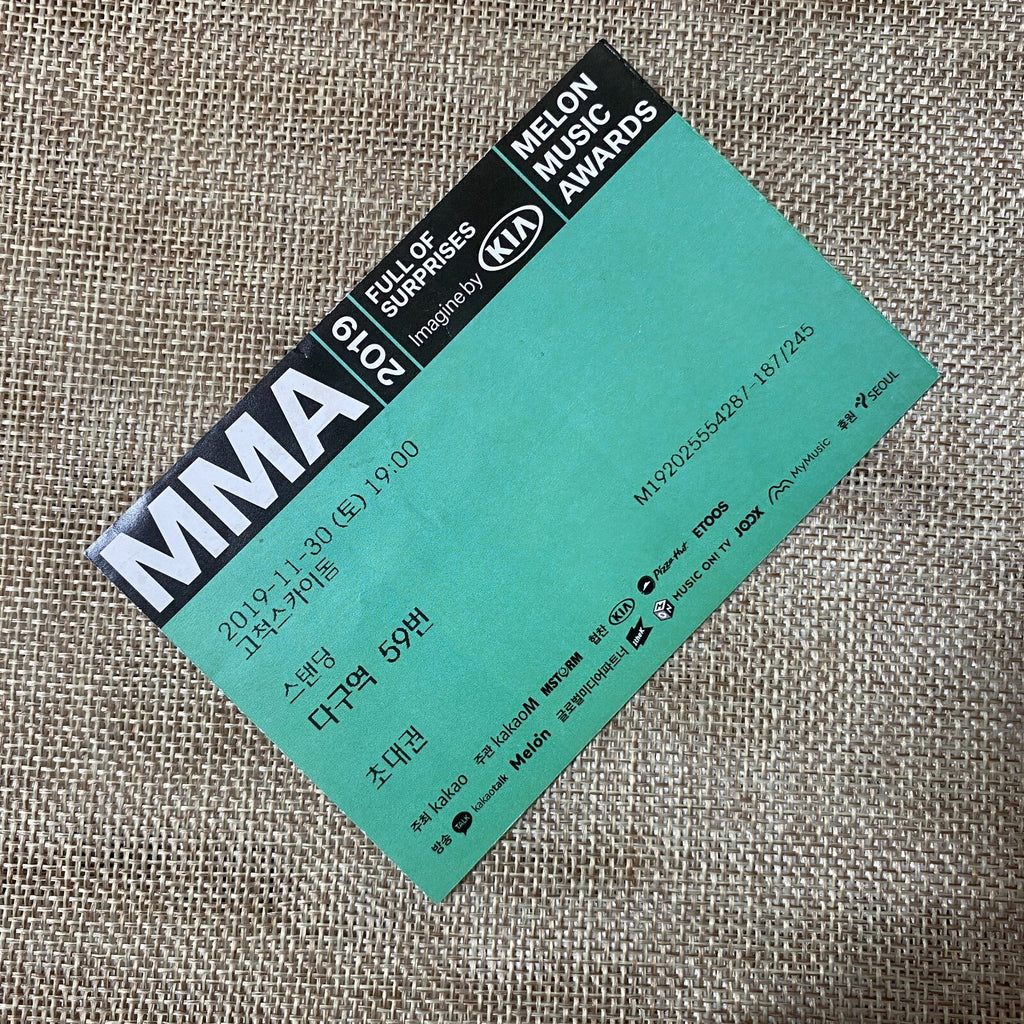 MMA
2019
FULL OF
SURPRISES
Imagine by KIA
MELON
MUSIC
AWARDS
2019-11-30 (토) 19:00
고척스카이돔
스탠딩
다구역 59번
초대권
M192025554287-187/245
주최 kakao 주관 kakaoM MSTORM 협찬 KIA Pizza Hut ETOOS
방송 TALK kakaotalk Melon 글로벌미디어파트너 MUSIC ON! TV JOOX MyMusic 후원 SEOUL